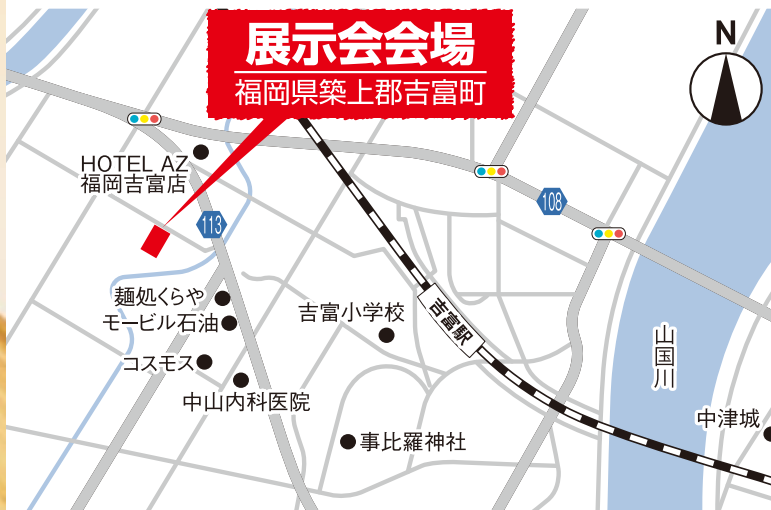 展示会会場
福岡県築上郡吉富町
N
HOTEL AZ
福岡吉富店
113
108
麺処くらや
モービル石油
コスモス
中山内科医院
吉富小学校
吉富駅
事比羅神社
山国川
中津城